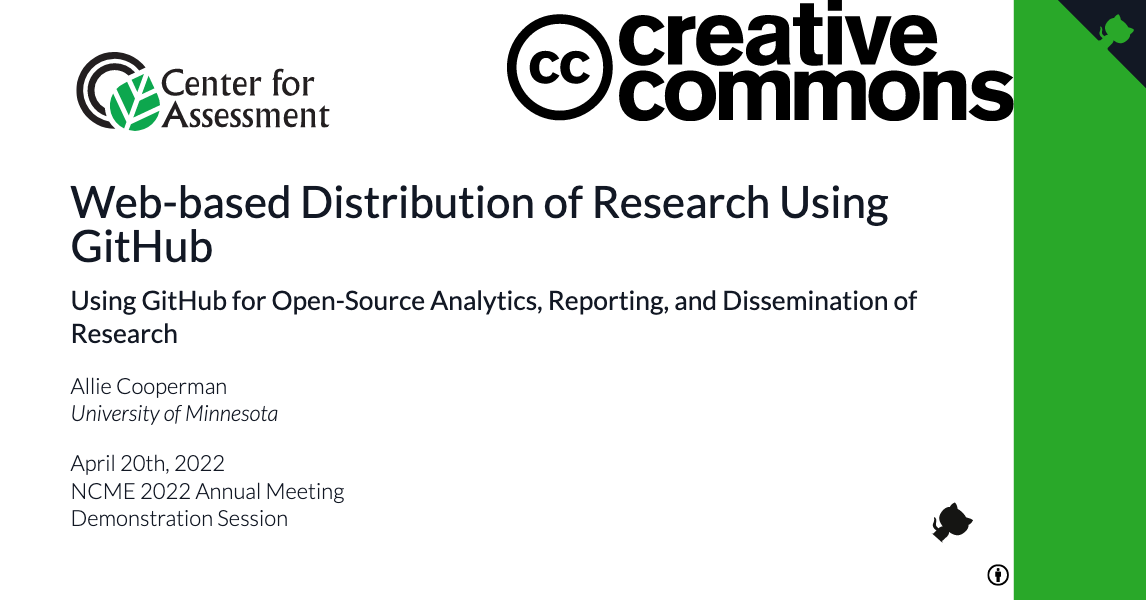 Center for
Assessment
cc
creative
commons
Web-based Distribution of Research Using
GitHub
Using GitHub for Open-Source Analytics, Reporting, and Dissemination of
Research
Allie Cooperman
University of Minnesota
April 20th, 2022
NCME 2022 Annual Meeting
Demonstration Session